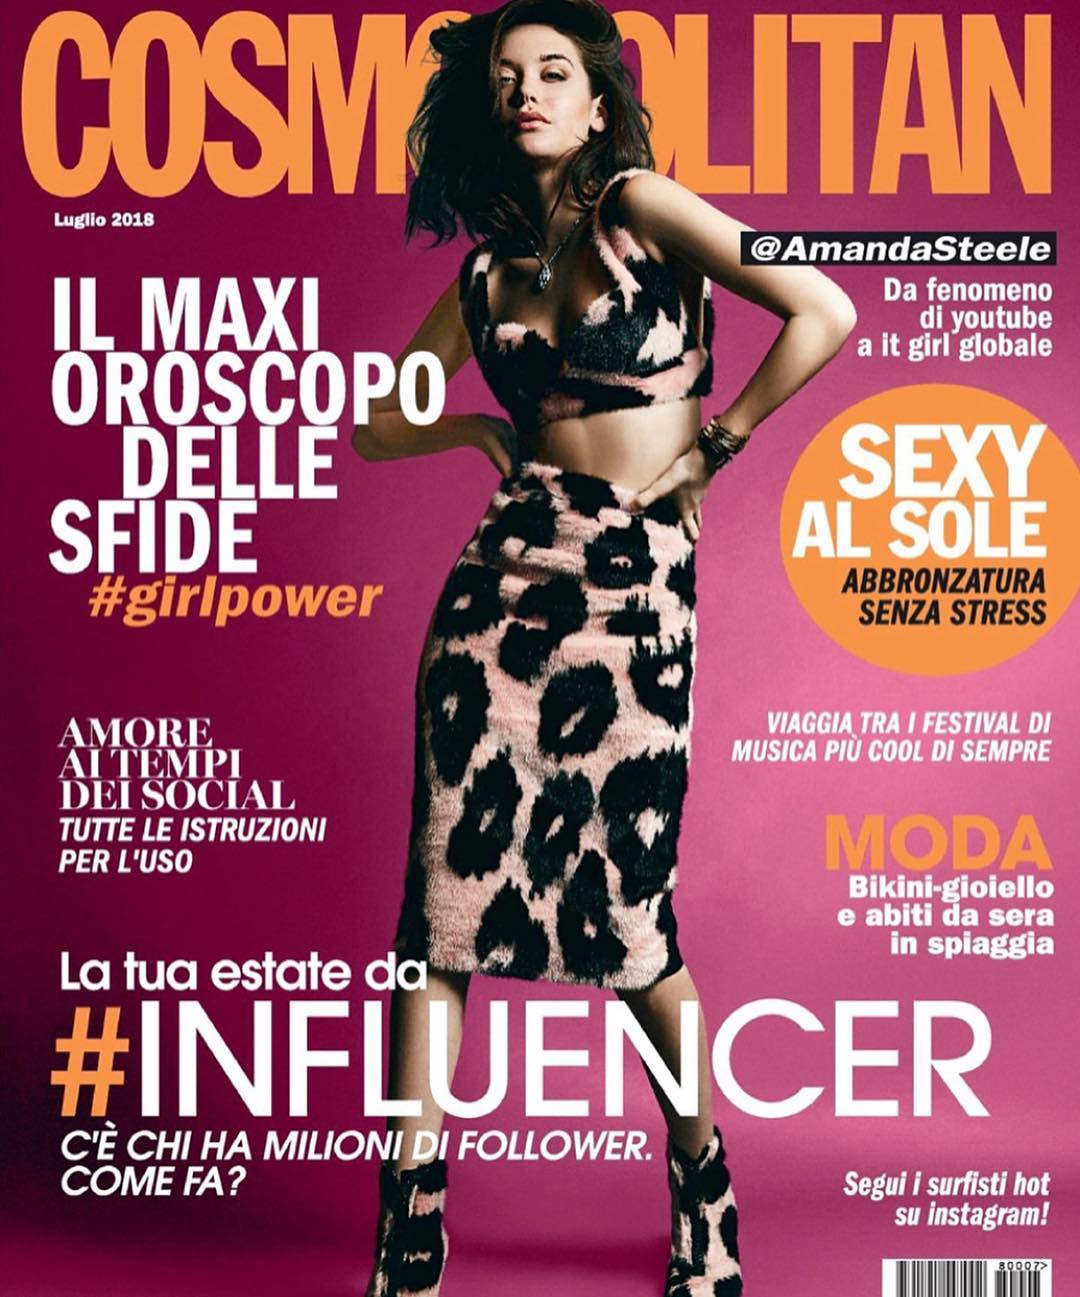 COSMOPOLITAN
Luglio 2018
@AmandaSteele
Da fenomeno
di youtube
a it girl globale
IL MAXI
OROSCOPO
DELLE
SFIDE
#girlpower
SEXY
AL SOLE
ABBRONZATURA
SENZA STRESS
AMORE
AI TEMPI
DEI SOCIAL
TUTTE LE ISTRUZIONI
PER L'USO
VIAGGIA TRA I FESTIVAL DI
MUSICA PIÙ COOL DI SEMPRE
MODA
Bikini-gioiello
e abiti da sera
in spiaggia
La tua estate da
#INFLUENCER
C'È CHI HA MILIONI DI FOLLOWER.
COME FA?
Segui i surfisti hot
su instagram!
80007>